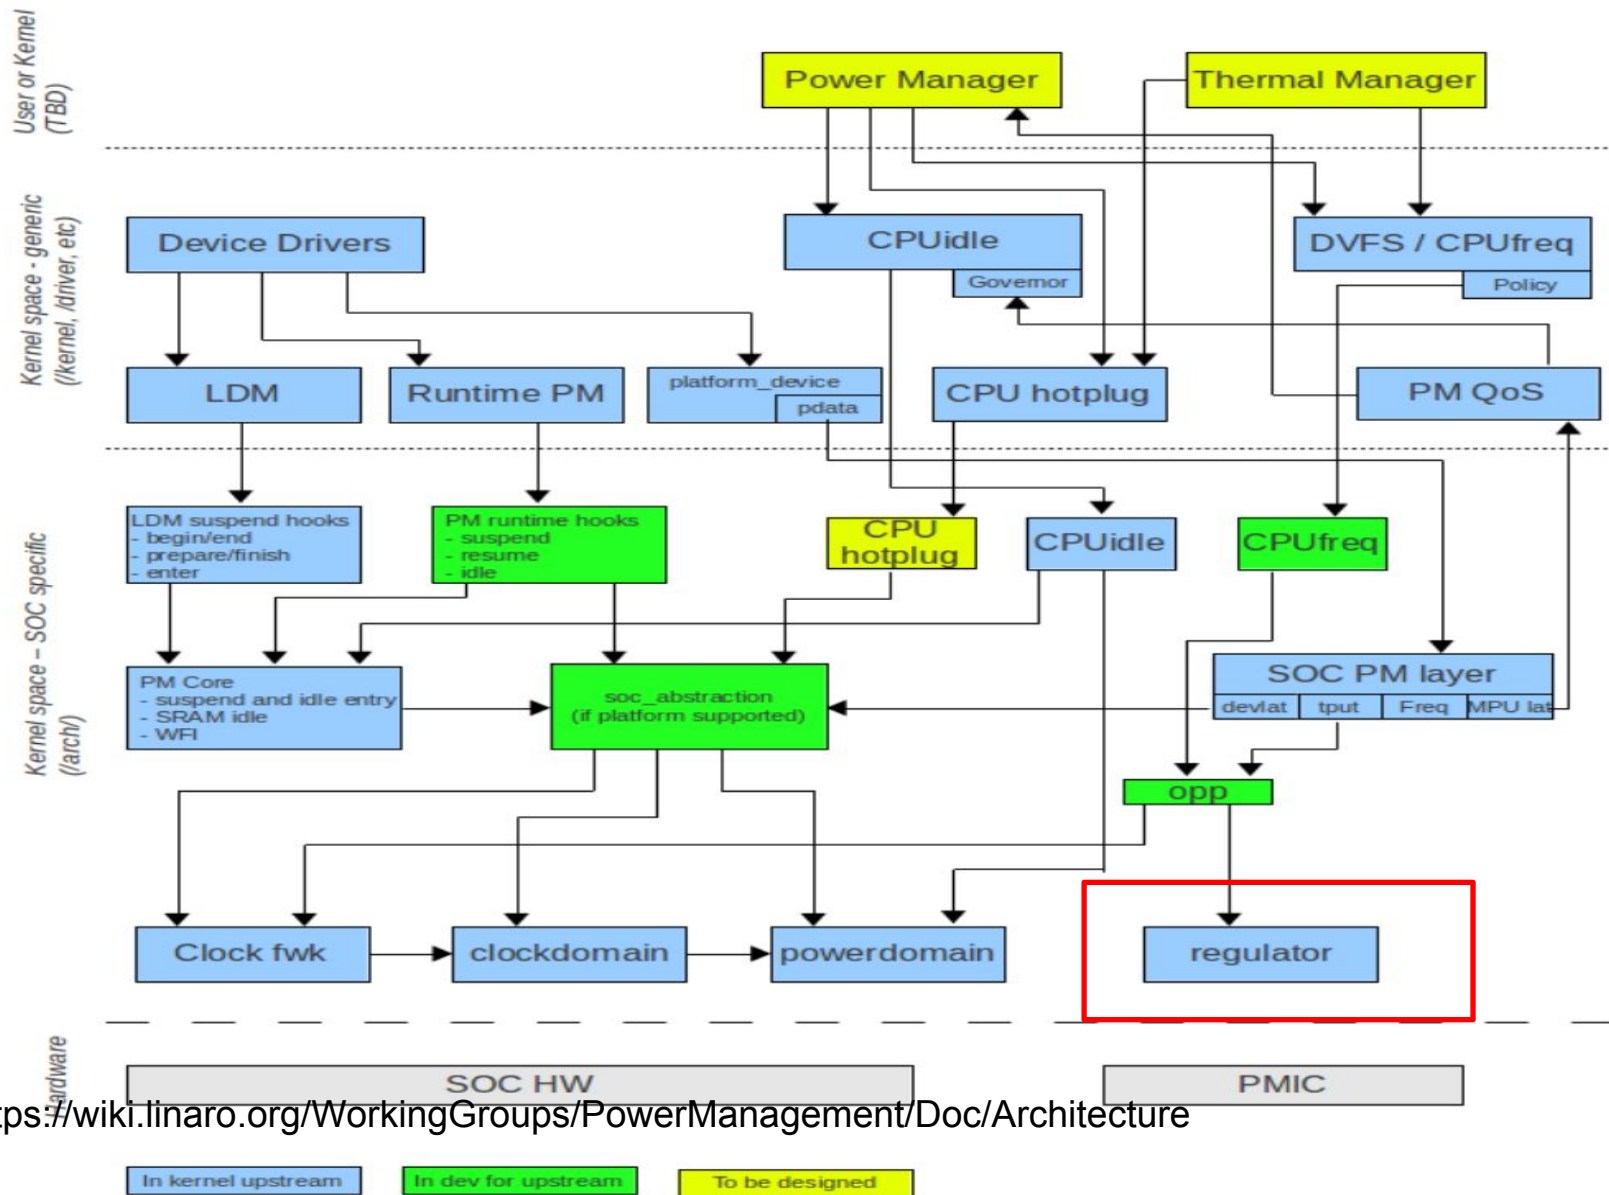 User or Kernel
(TBD)
Power Manager
Thermal Manager
Kernel space - generic
(/kernel, /driver, etc)
Device Drivers
CPUidle
Governor
DVFS / CPUfreq
Policy
LDM
Runtime PM
platform_device
pdata
CPU hotplug
PM QoS
Kernel space – SOC specific
(/arch/)
LDM suspend hooks
- begin/end
- prepare/finish
- enter
PM runtime hooks
- suspend
- resume
- idle
CPU
hotplug
CPUidle
CPUfreq
PM Core
- suspend and idle entry
- SRAM idle
- WFI
soc_abstraction
(if platform supported)
SOC PM layer
devlat
tput
Freq
MPU lat
opp
Clock fwk
clockdomain
powerdomain
regulator
Hardware
SOC HW
PMIC
tps://wiki.linaro.org/WorkingGroups/PowerManagement/Doc/Architecture
In kernel upstream
In dev for upstream
To be designed